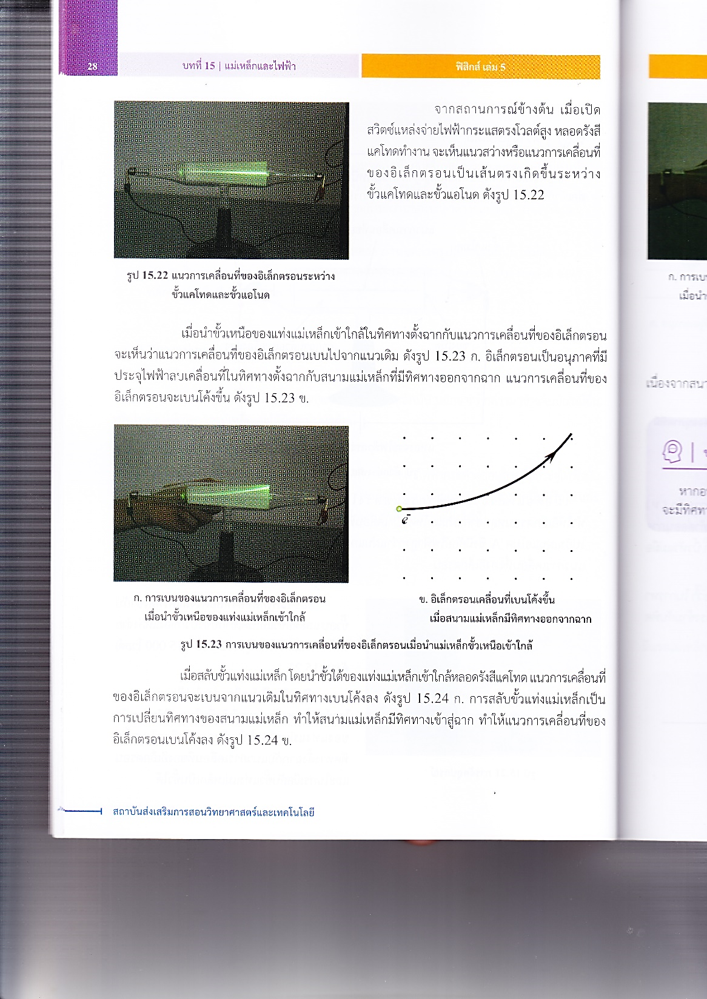 28
บทที่ 15 | แม่เหล็กและไฟฟ้า
ฟิสิกส์ เล่ม 5
จากสถานการณ์ข้างต้น เมื่อเปิด
สวิตซ์แหล่งจ่ายไฟฟ้ากระแสตรงโวลต์สูง หลอดรังสี
แคโทดทำงาน จะเห็นแนวสว่างหรือแนวการเคลื่อนที่
ของอิเล็กตรอนเป็นเส้นตรงเกิดขึ้นระหว่าง
ขั้วแคโทดและขั้วแอโนด ดังรูป 15.22
รูป 15.22 แนวการเคลื่อนที่ของอิเล็กตรอนระหว่าง
ขั้วแคโทดและขั้วแอโนด
เมื่อนำขั้วเหนือของแท่งแม่เหล็กเข้าใกล้ในทิศทางตั้งฉากกับแนวการเคลื่อนที่ของอิเล็กตรอน
จะเห็นว่าแนวการเคลื่อนที่ของอิเล็กตรอนเบนไปจากแนวเดิม ดังรูป 15.23 ก. อิเล็กตรอนเป็นอนุภาคที่มี
ประจุไฟฟ้าลบเคลื่อนที่ในทิศทางตั้งฉากกับสนามแม่เหล็กที่มีทิศทางออกจากฉาก แนวการเคลื่อนที่ของ
อิเล็กตรอนจะเบนโค้งขึ้น ดังรูป 15.23 ข.
e⁻
ก. การเบนของแนวการเคลื่อนที่ของอิเล็กตรอน
เมื่อนำขั้วเหนือของแท่งแม่เหล็กเข้าใกล้
ข. อิเล็กตรอนเคลื่อนที่เบนโค้งขึ้น
เมื่อสนามแม่เหล็กมีทิศทางออกจากฉาก
รูป 15.23 การเบนของแนวการเคลื่อนที่ของอิเล็กตรอนเมื่อนำแม่เหล็กขั้วเหนือเข้าใกล้
เมื่อสลับขั้วแท่งแม่เหล็ก โดยนำขั้วใต้ของแท่งแม่เหล็กเข้าใกล้หลอดรังสีแคโทด แนวการเคลื่อนที่
ของอิเล็กตรอนจะเบนจากแนวเดิมในทิศทางเบนโค้งลง ดังรูป 15.24 ก. การสลับขั้วแท่งแม่เหล็กเป็น
การเปลี่ยนทิศทางของสนามแม่เหล็ก ทำให้สนามแม่เหล็กมีทิศทางเข้าสู่ฉาก ทำให้แนวการเคลื่อนที่ของ
อิเล็กตรอนเบนโค้งลง ดังรูป 15.24 ข.
สถาบันส่งเสริมการสอนวิทยาศาสตร์และเทคโนโลยี
ก. การเบน
เมื่อนำ
เนื่องจากสนา
หากอ
จะมีทิศทา